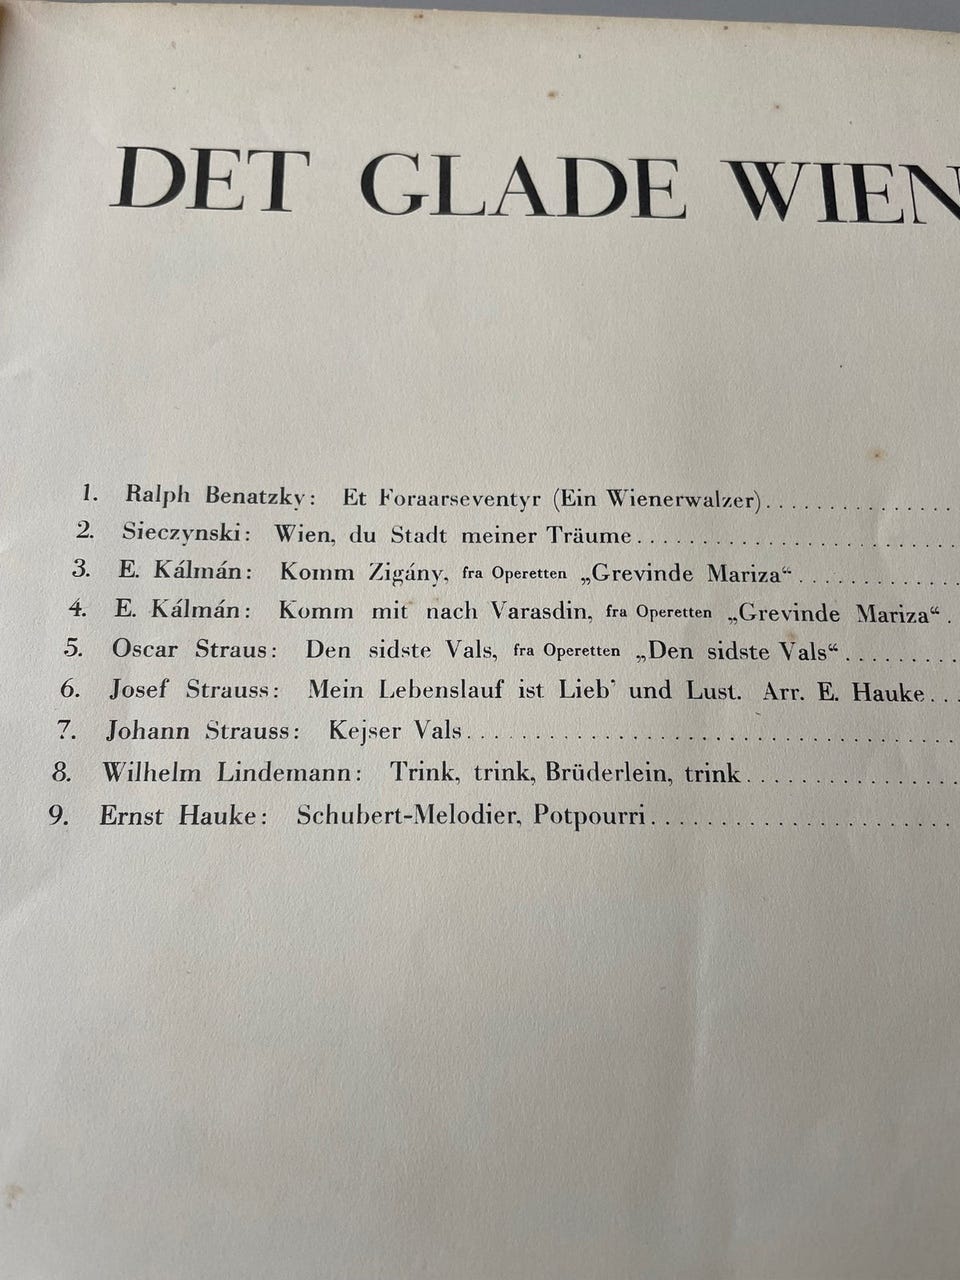 DET GLADE WIEN
1. Ralph Benatzky: Et Foraarseventyr (Ein Wienerwalzer)................
2. Sieczynski: Wien, du Stadt meiner Träume...........................
3. E. Kálmán: Komm Zigány, fra Operetten „Grevinde Mariza“.............
4. E. Kálmán: Komm mit nach Varasdin, fra Operetten „Grevinde Mariza“.
5. Oscar Straus: Den sidste Vals, fra Operetten „Den sidste Vals“.........
6. Josef Strauss: Mein Lebenslauf ist Lieb' und Lust. Arr. E. Hauke...
7. Johann Strauss: Kejser Vals.........................................
8. Wilhelm Lindemann: Trink, trink, Brüderlein, trink..................
9. Ernst Hauke: Schubert-Melodier, Potpourri..........................